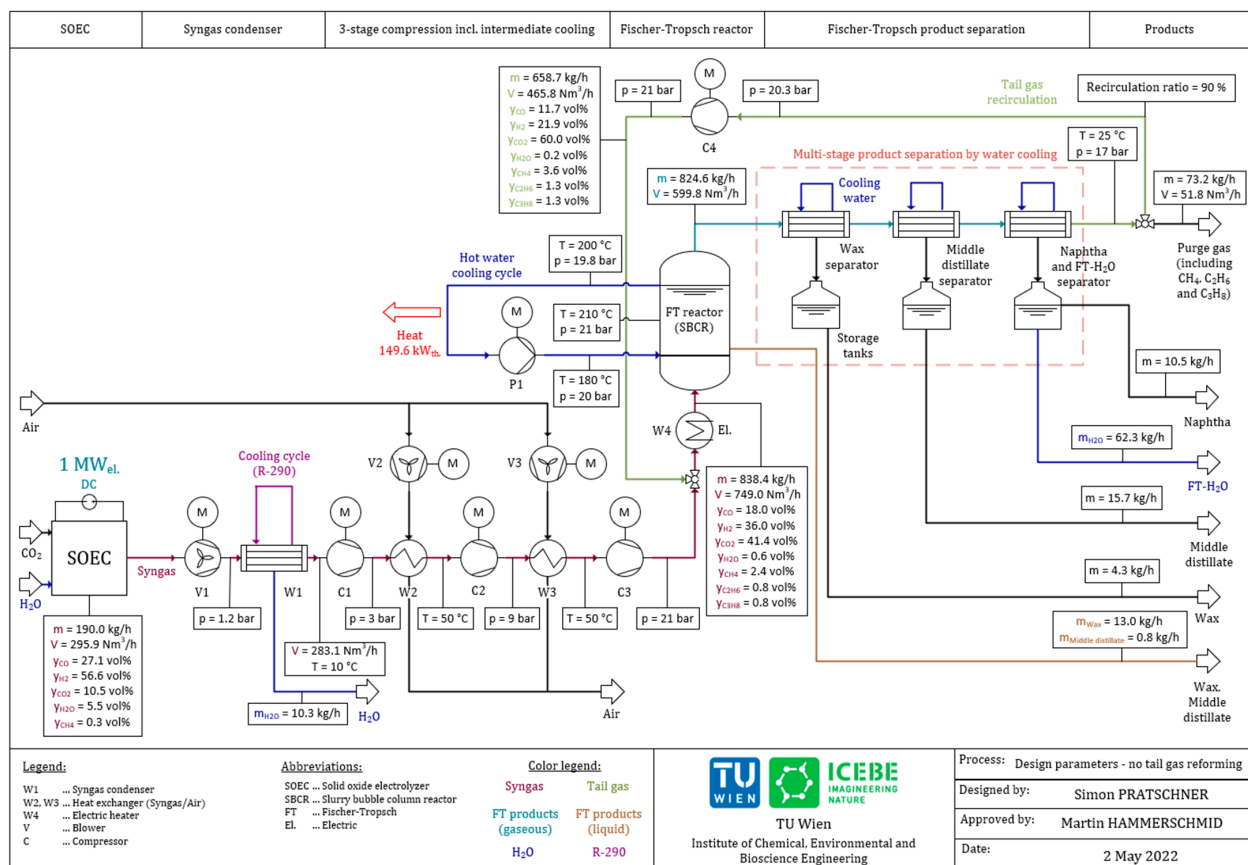 SOEC
Syngas condenser
3-stage compression incl. intermediate cooling
Fischer-Tropsch reactor
Fischer-Tropsch product separation
Products
m = 658.7 kg/h
V = 465.8 Nm³/h
yCO = 11.7 vol%
yH2 = 21.9 vol%
yCO2 = 60.0 vol%
yH2O = 0.2 vol%
yCH4 = 3.6 vol%
yC2H6 = 1.3 vol%
yC3H8 = 1.3 vol%
p = 21 bar
M
C4
p = 20.3 bar
Tail gas
recirculation
Recirculation ratio = 90 %
T = 25 °C
p = 17 bar
Multi-stage product separation by water cooling
m = 824.6 kg/h
V = 599.8 Nm³/h
Cooling
water
m = 73.2 kg/h
V = 51.8 Nm³/h
Purge gas
(including
CH4, C2H6
and C3H8)
Wax
separator
Middle
distillate
separator
Naphtha
and FT-H2O
separator
Storage
tanks
T = 200 °C
p = 19.8 bar
Hot water
cooling cycle
T = 210 °C
p = 21 bar
FT reactor
(SBCR)
Heat
149.6 kWth.
M
P1
T = 180 °C
p = 20 bar
m = 10.5 kg/h
Naphtha
mH2O = 62.3 kg/h
FT-H2O
m = 15.7 kg/h
Middle
distillate
m = 4.3 kg/h
Wax
mWax = 13.0 kg/h
mMiddle distillate = 0.8 kg/h
Wax,
Middle
distillate
Air
W4
El.
V2
M
V3
M
1 MWel.
DC
Cooling cycle
(R-290)
CO2
H2O
SOEC
Syngas
M
V1
W1
M
C1
W2
M
C2
W3
M
C3
p = 1.2 bar
p = 3 bar
T = 50 °C
p = 9 bar
T = 50 °C
p = 21 bar
V = 283.1 Nm³/h
T = 10 °C
mH2O = 10.3 kg/h
H2O
Air
m = 190.0 kg/h
V = 295.9 Nm³/h
yCO = 27.1 vol%
yH2 = 56.6 vol%
yCO2 = 10.5 vol%
yH2O = 5.5 vol%
yCH4 = 0.3 vol%
m = 838.4 kg/h
V = 749.0 Nm³/h
yCO = 18.0 vol%
yH2 = 36.0 vol%
yCO2 = 41.4 vol%
yH2O = 0.6 vol%
yCH4 = 2.4 vol%
yC2H6 = 0.8 vol%
yC3H8 = 0.8 vol%
Legend:
W1 ... Syngas condenser
W2, W3 ... Heat exchanger (Syngas/Air)
W4 ... Electric heater
V ... Blower
C ... Compressor
Abbreviations:
SOEC ... Solid oxide electrolyzer
SBCR ... Slurry bubble column reactor
FT ... Fischer-Tropsch
El. ... Electric
Color legend:
Syngas
Tail gas
FT products
(gaseous)
FT products
(liquid)
H2O
R-290
TU
WIEN
ICEBE
IMAGINEERING
NATURE
TU Wien
Institute of Chemical, Environmental and
Bioscience Engineering
Process: Design parameters - no tail gas reforming
Designed by: Simon PRATSCHNER
Approved by: Martin HAMMERSCHMID
Date: 2 May 2022